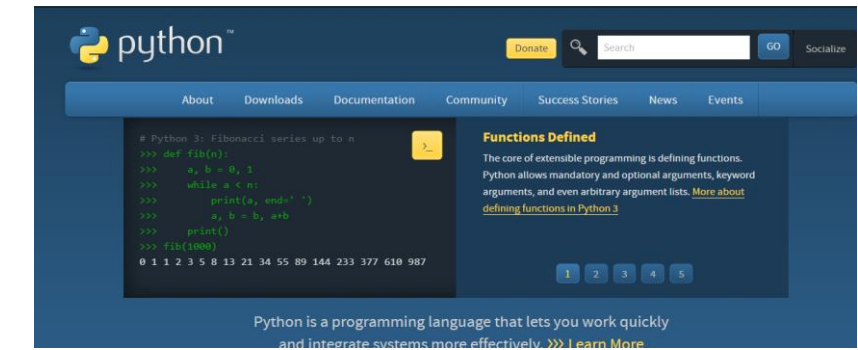 python™
Donate
Search
GO
Socialize
About Downloads Documentation Community Success Stories News Events
# Python 3: Fibonacci series up to n
>>> def fib(n):
>>>     a, b = 0, 1
>>>     while a < n:
>>>         print(a, end=' ')
>>>         a, b = b, a+b
>>>     print()
>>> fib(1000)
0 1 1 2 3 5 8 13 21 34 55 89 144 233 377 610 987
>_
Functions Defined
The core of extensible programming is defining functions.
Python allows mandatory and optional arguments, keyword
arguments, and even arbitrary argument lists. More about
defining functions in Python 3
1 2 3 4 5
Python is a programming language that lets you work quickly
and integrate systems more effectively. >>> Learn More